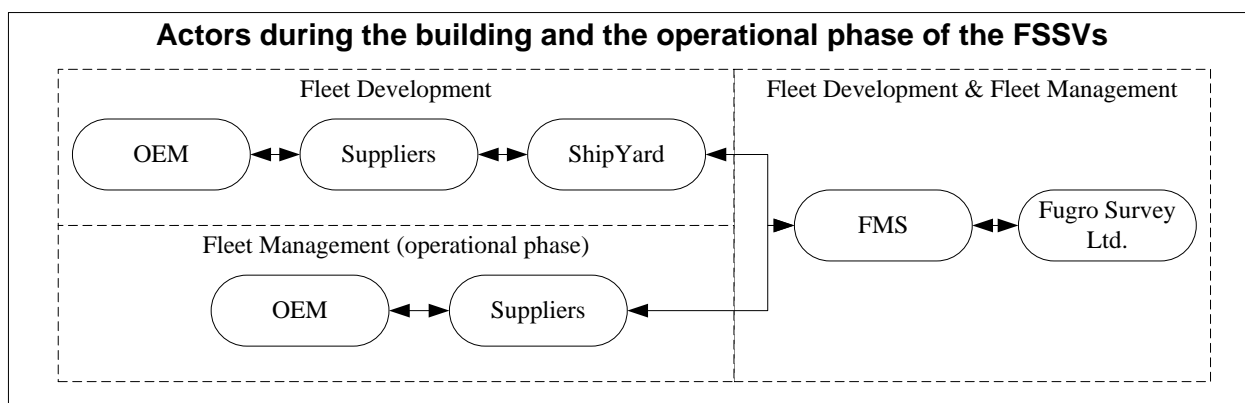 Actors during the building and the operational phase of the FSSVs
Fleet Development
OEM
Suppliers
ShipYard
Fleet Management (operational phase)
OEM
Suppliers
Fleet Development & Fleet Management
FMS
Fugro Survey
Ltd.